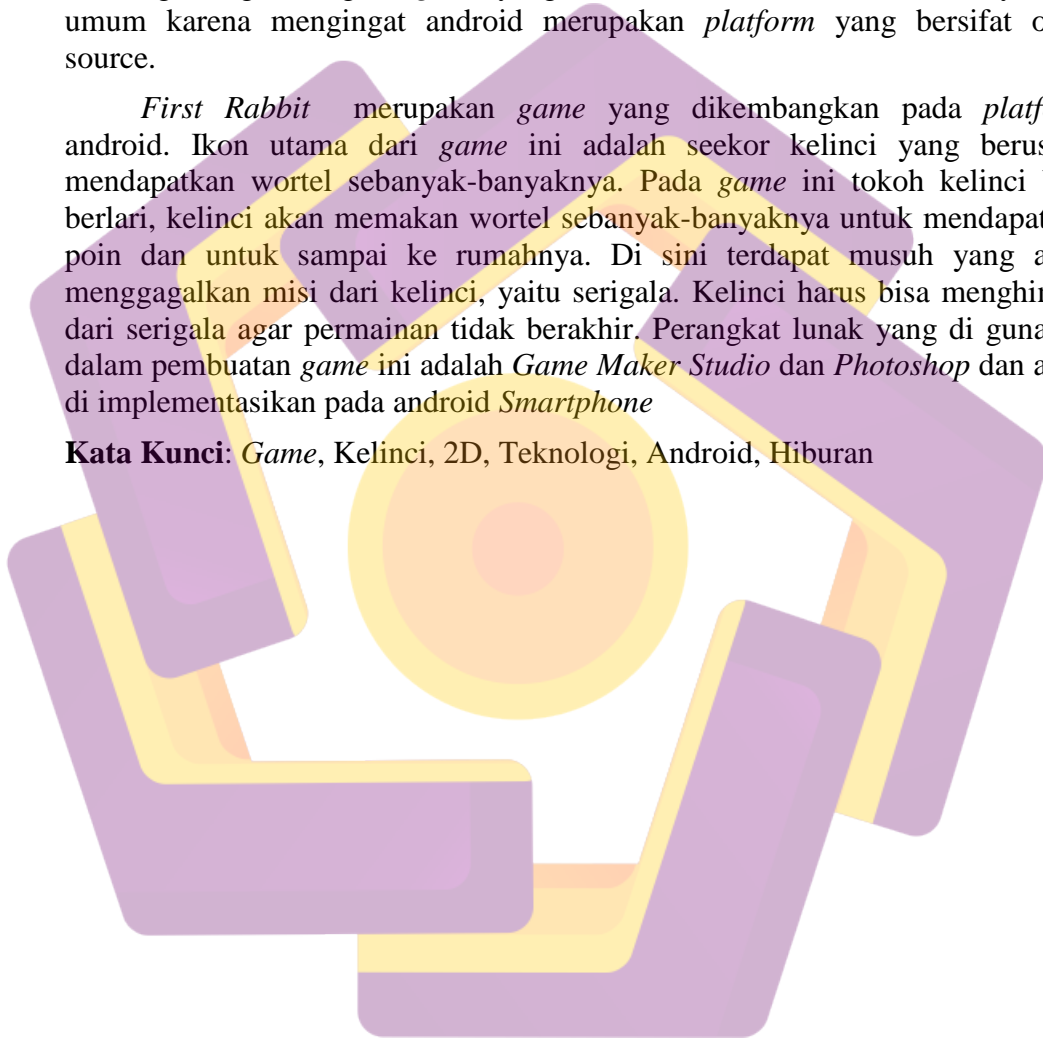 umum karena mengingat android merupakan platform yang bersifat o
source.
First Rabbit merupakan game yang dikembangkan pada platf
android. Ikon utama dari game ini adalah seekor kelinci yang berus
mendapatkan wortel sebanyak-banyaknya. Pada game ini tokoh kelinci
berlari, kelinci akan memakan wortel sebanyak-banyaknya untuk mendapat
poin dan untuk sampai ke rumahnya. Di sini terdapat musuh yang a
menggagalkan misi dari kelinci, yaitu serigala. Kelinci harus bisa menghin
dari serigala agar permainan tidak berakhir. Perangkat lunak yang di guna
dalam pembuatan game ini adalah Game Maker Studio dan Photoshop dan a
di implementasikan pada android Smartphone
Kata Kunci: Game, Kelinci, 2D, Teknologi, Android, Hiburan